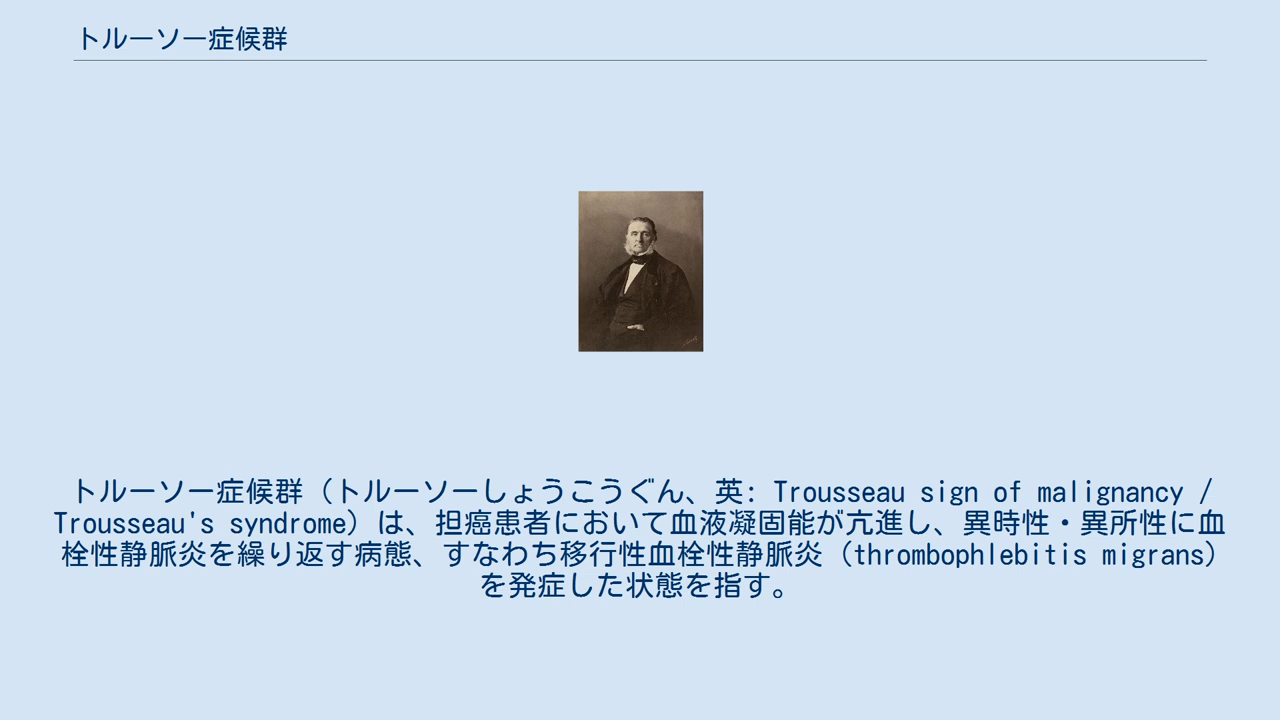 トルーソー症候群
トルーソー症候群（トルーソーしょうこうぐん、英: Trousseau sign of malignancy /
Trousseau's syndrome）は、担癌患者において血液凝固能が亢進し、異時性・異所性に血
栓性静脈炎を繰り返す病態、すなわち移行性血栓性静脈炎（thrombophlebitis migrans）
を発症した状態を指す。